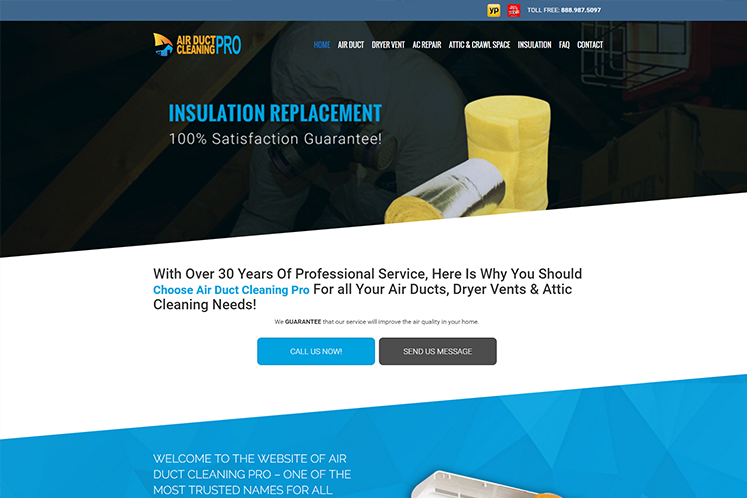 yp
TOLL FREE: 888.987.5097
AIR DUCT
CLEANING PRO
HOME AIR DUCT DRYER VENT AC REPAIR ATTIC & CRAWL SPACE INSULATION FAQ CONTACT
INSULATION REPLACEMENT
100% Satisfaction Guarantee!
With Over 30 Years Of Professional Service, Here Is Why You Should
Choose Air Duct Cleaning Pro For all Your Air Ducts, Dryer Vents & Attic
Cleaning Needs!
We GUARANTEE that our service will improve the air quality in your home.
CALL US NOW!
SEND US MESSAGE
WELCOME TO THE WEBSITE OF AIR
DUCT CLEANING PRO – ONE OF THE
MOST TRUSTED NAMES FOR ALL